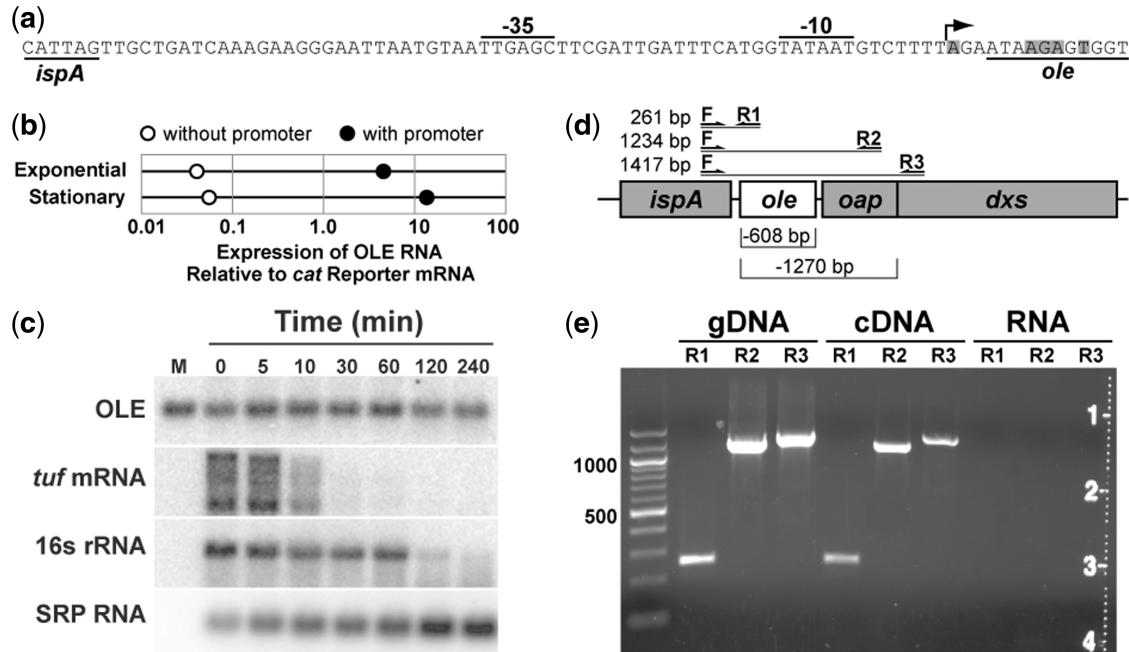 (a)
-35 -10
CATTAGTTGCTGATCAAAGAAGGGAATTAATGTAATTGAGCTTCGATTGATTTCATGGTATAATGTCTTTTAGAATAAGAGTGGT
ispA ole
(b)
without promoter with promoter
Exponential
Stationary
0.01 0.1 1.0 10 100
Expression of OLE RNA
Relative to cat Reporter mRNA
(c)
Time (min)
M 0 5 10 30 60 120 240
OLE
tuf mRNA
16s rRNA
SRP RNA
(d)
261 bp F R1
1234 bp F R2
1417 bp F R3
ispA ole oap dxs
-608 bp
-1270 bp
(e)
gDNA cDNA RNA
R1 R2 R3 R1 R2 R3 R1 R2 R3
1000
500
1
2
3
4